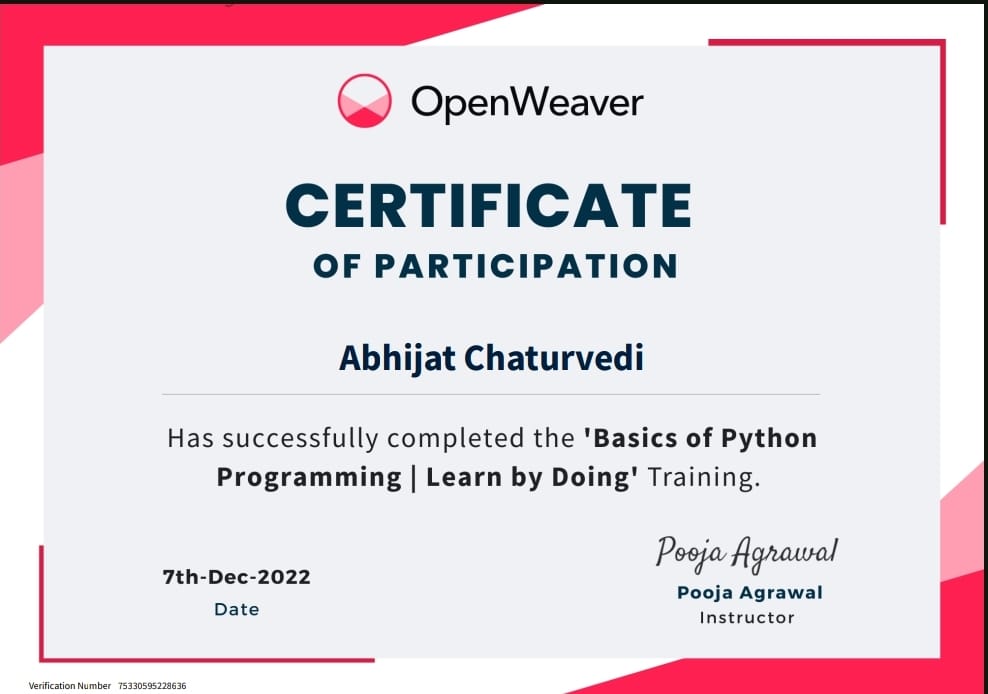 OpenWeaver
CERTIFICATE
OF PARTICIPATION
Abhijat Chaturvedi
Has successfully completed the 'Basics of Python
Programming | Learn by Doing' Training.
Pooja Agrawal
7th-Dec-2022
Date
Pooja Agrawal
Instructor
Verification Number 75330595228636